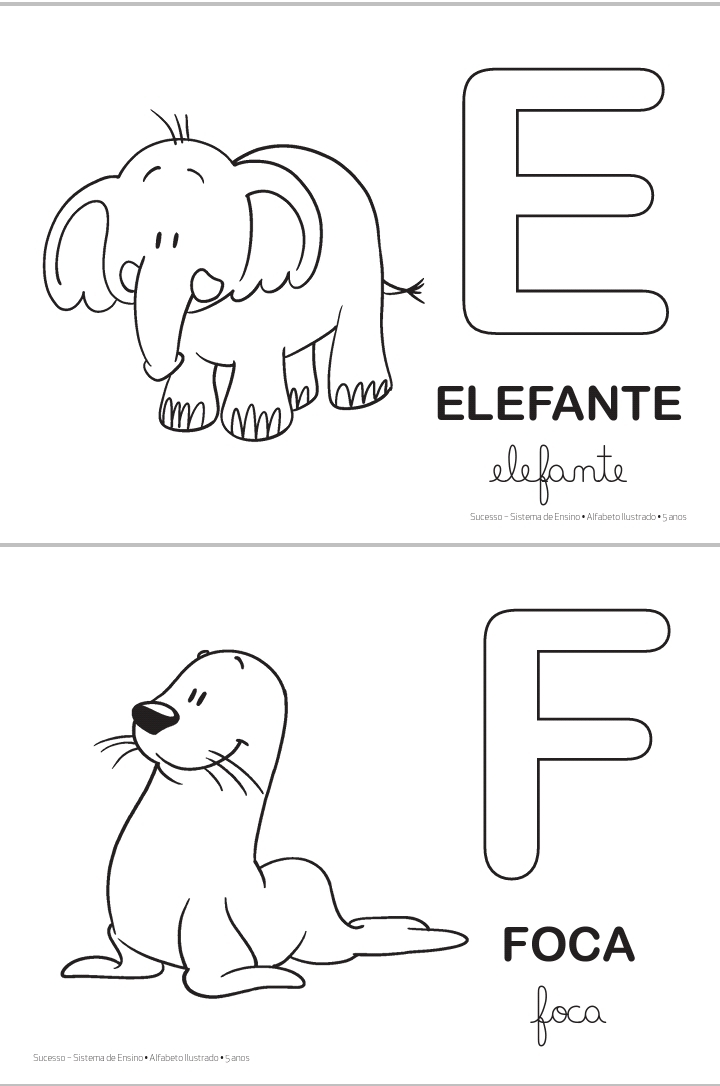 E
ELEFANTE
elefante
Sucesso - Sistema de Ensino • Alfabeto Ilustrado • 5 anos
F
FOCA
foca
Sucesso - Sistema de Ensino • Alfabeto Ilustrado • 5 anos